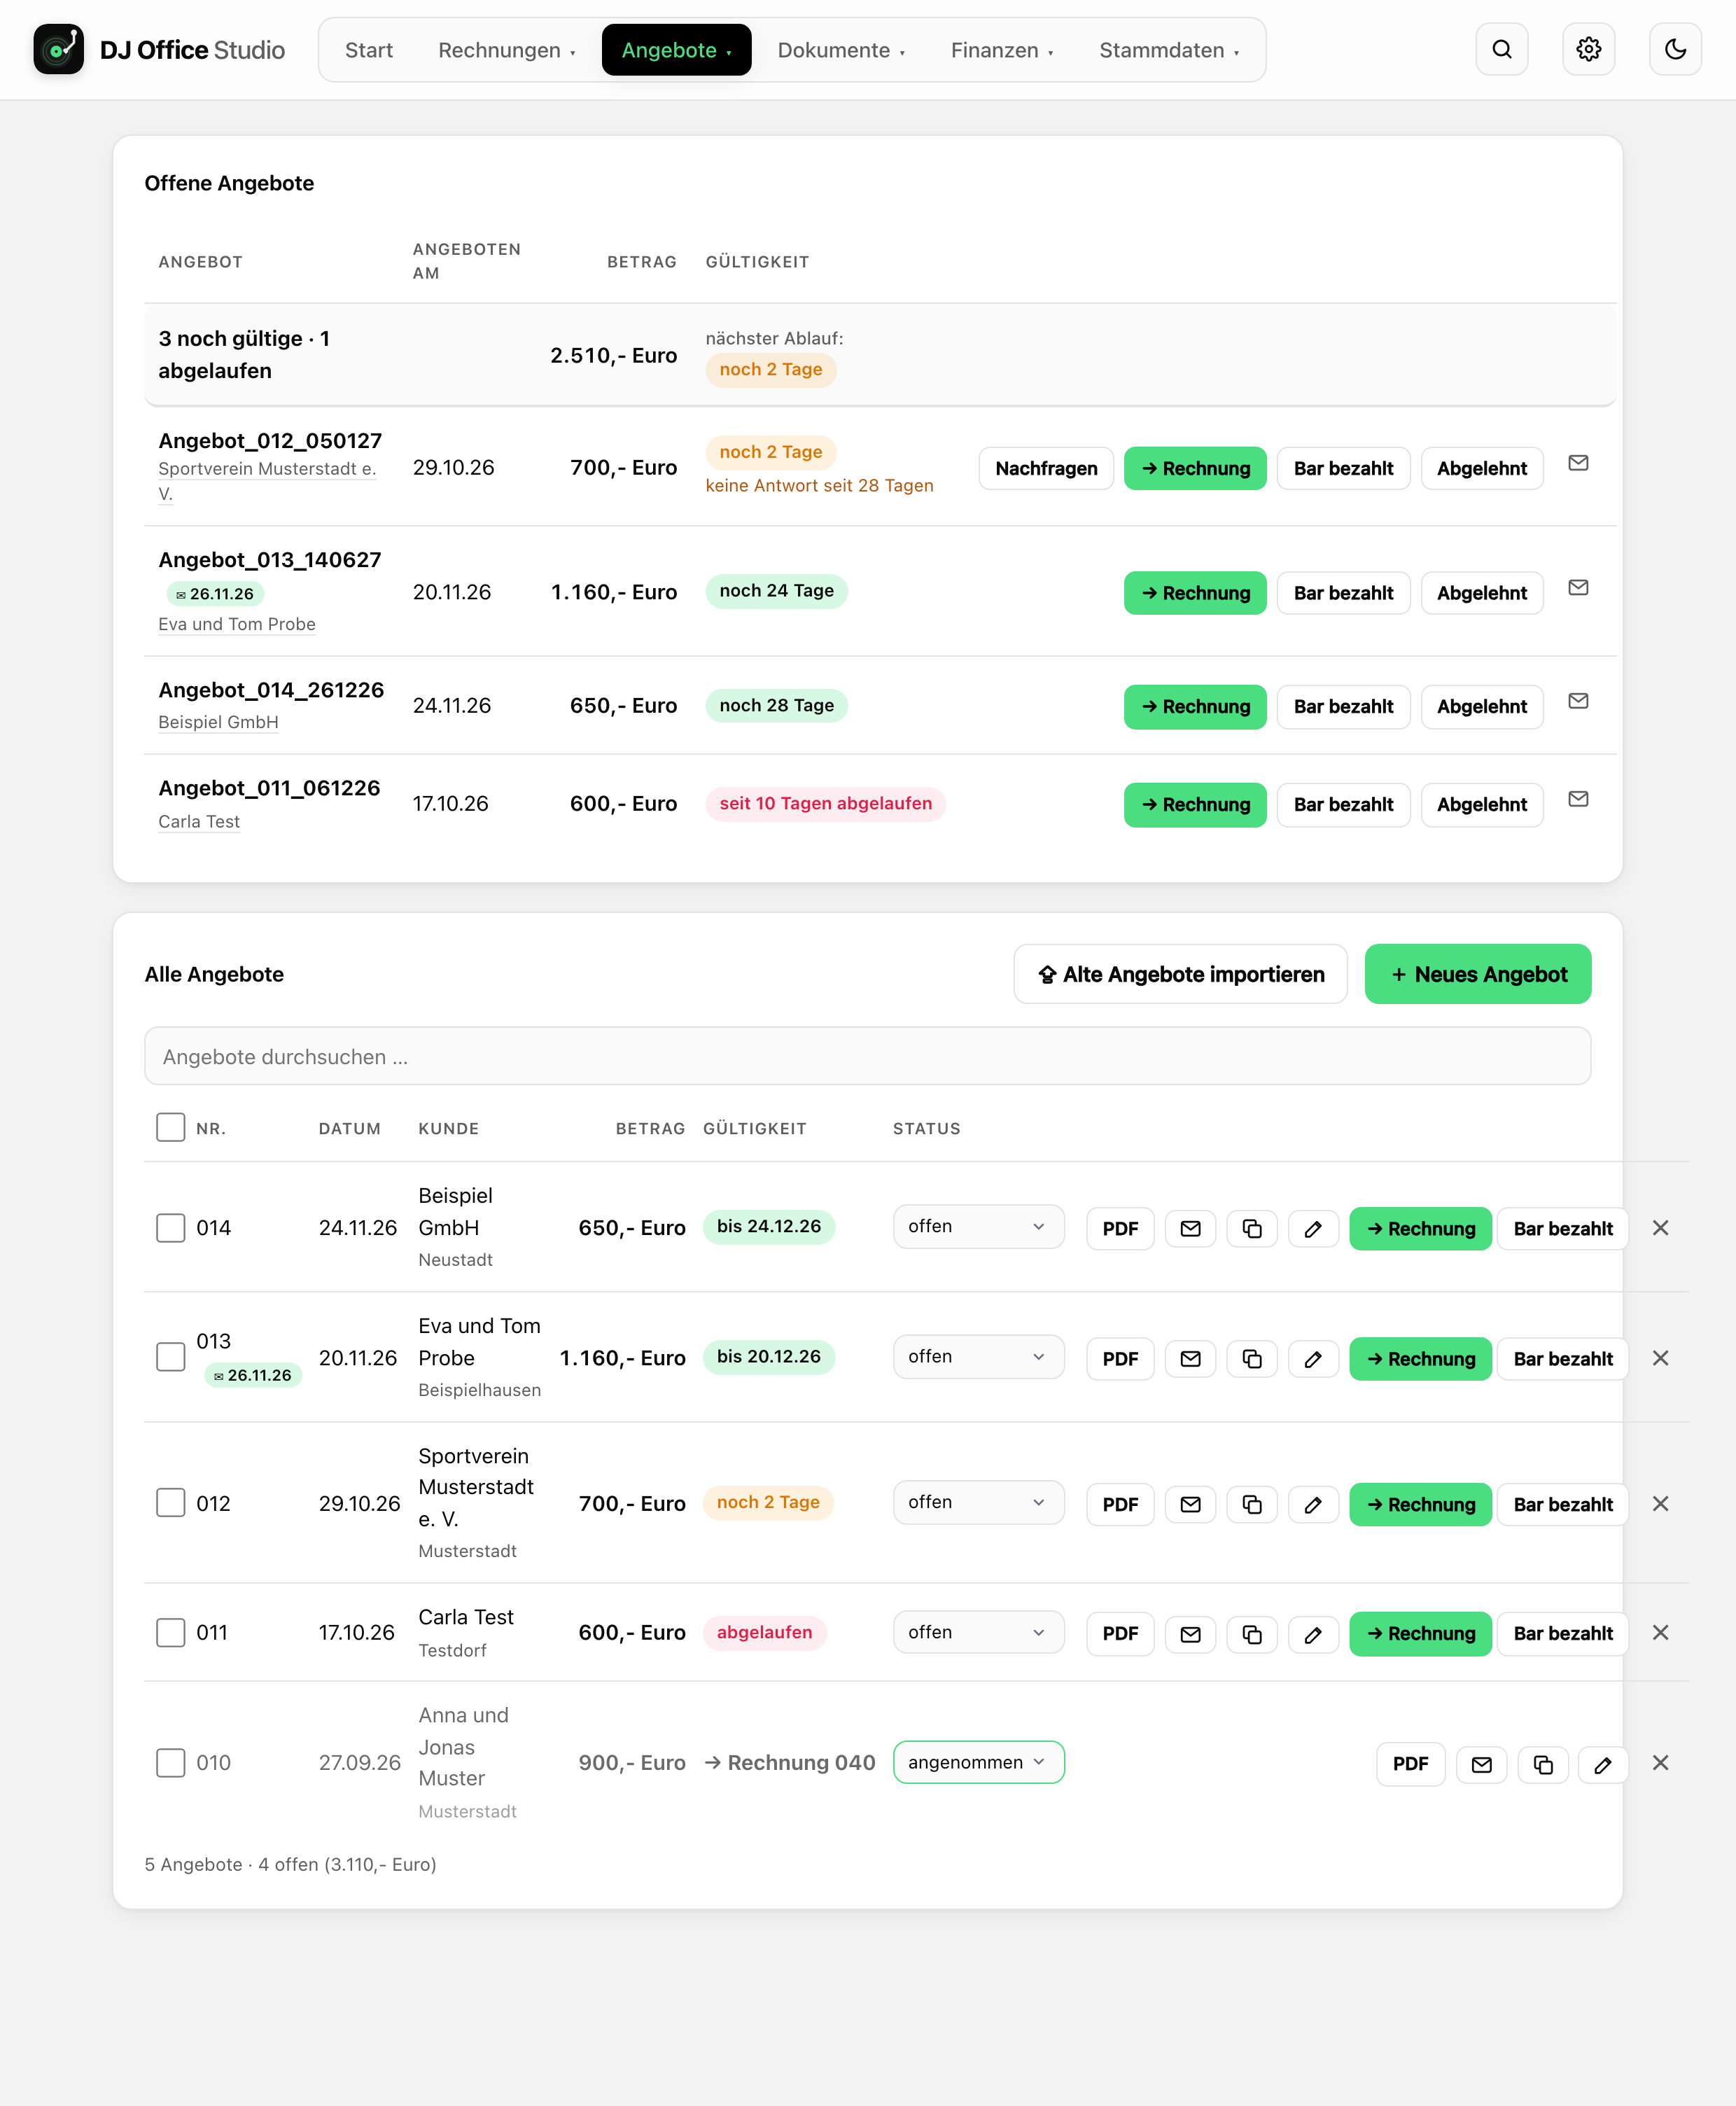 DJ Office Studio Start Rechnungen Angebote Dokumente Finanzen Stammdaten
Offene Angebote
ANGEBOT ANGEBOTEN AM BETRAG GÜLTIGKEIT
3 noch gültige · 1 abgelaufen 2.510,- Euro nächster Ablauf: noch 2 Tage
Angebot_012_050127
Sportverein Musterstadt e. V.
29.10.26 700,- Euro noch 2 Tage
keine Antwort seit 28 Tagen
Nachfragen → Rechnung Bar bezahlt Abgelehnt
Angebot_013_140627
✉ 26.11.26
Eva und Tom Probe
20.11.26 1.160,- Euro noch 24 Tage → Rechnung Bar bezahlt Abgelehnt
Angebot_014_261226
Beispiel GmbH
24.11.26 650,- Euro noch 28 Tage → Rechnung Bar bezahlt Abgelehnt
Angebot_011_061226
Carla Test
17.10.26 600,- Euro seit 10 Tagen abgelaufen → Rechnung Bar bezahlt Abgelehnt
Alle Angebote Alte Angebote importieren + Neues Angebot
Angebote durchsuchen ...
NR. DATUM KUNDE BETRAG GÜLTIGKEIT STATUS
014 24.11.26 Beispiel GmbH
Neustadt
650,- Euro bis 24.12.26 offen PDF → Rechnung Bar bezahlt
013
✉ 26.11.26
20.11.26 Eva und Tom Probe
Beispielhausen
1.160,- Euro bis 20.12.26 offen PDF → Rechnung Bar bezahlt
012 29.10.26 Sportverein Musterstadt e. V.
Musterstadt
700,- Euro noch 2 Tage offen PDF → Rechnung Bar bezahlt
011 17.10.26 Carla Test
Testdorf
600,- Euro abgelaufen offen PDF → Rechnung Bar bezahlt
010 27.09.26 Anna und Jonas Muster
Musterstadt
900,- Euro → Rechnung 040 angenommen PDF
5 Angebote · 4 offen (3.110,- Euro)